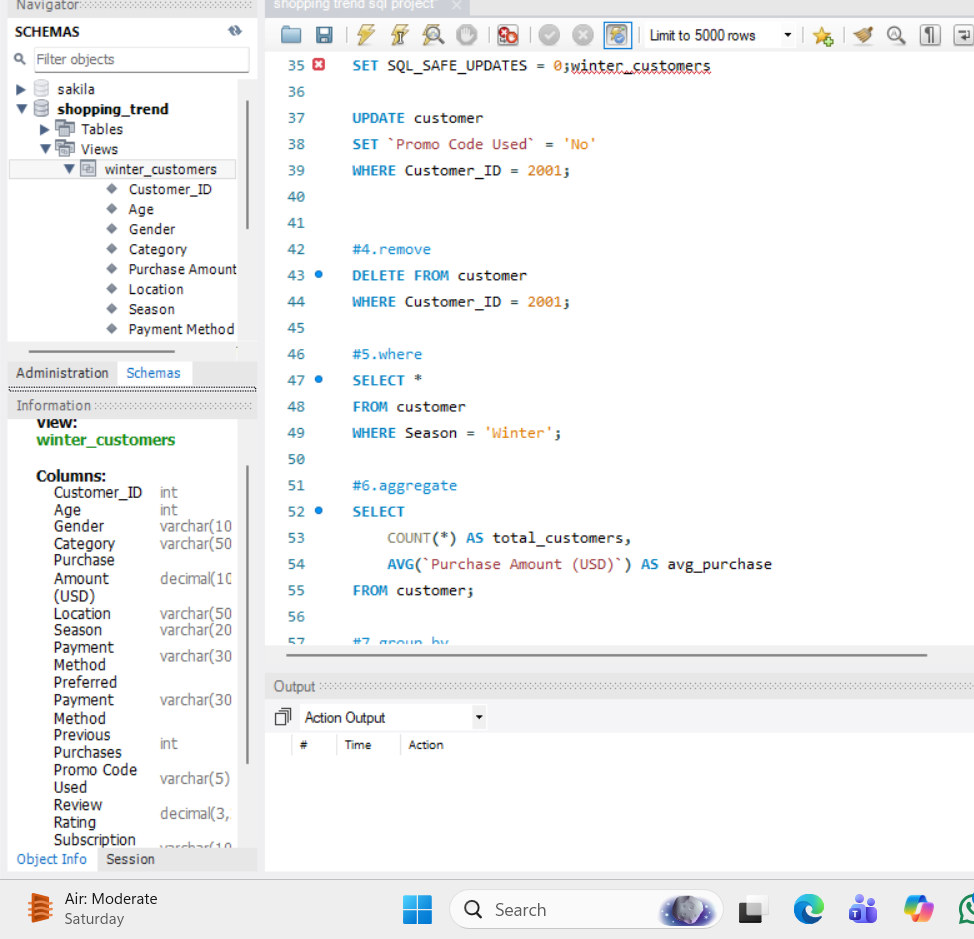 Navigator
SCHEMAS
Filter objects
sakila
shopping_trend
Tables
Views
winter_customers
Customer_ID
Age
Gender
Category
Purchase Amount
Location
Season
Payment Method
Administration
Schemas
Information
View:
winter_customers
Columns:
Customer_ID int
Age int
Gender varchar(10
Category varchar(50
Purchase
Amount decimal(10
(USD)
Location varchar(50
Season varchar(20
Payment
Method varchar(30
Preferred
Payment varchar(30
Method
Previous
Purchases int
Promo Code
Used varchar(5)
Review
Rating decimal(3,
Subscription varchar(10
Object Info
Session
shopping trend sql project
Limit to 5000 rows
35 SET SQL_SAFE_UPDATES = 0;winter_customers
36
37 UPDATE customer
38 SET `Promo Code Used` = 'No'
39 WHERE Customer_ID = 2001;
40
41
42 #4.remove
43 DELETE FROM customer
44 WHERE Customer_ID = 2001;
45
46 #5.where
47 SELECT *
48 FROM customer
49 WHERE Season = 'Winter';
50
51 #6.aggregate
52 SELECT
53 COUNT(*) AS total_customers,
54 AVG(`Purchase Amount (USD)`) AS avg_purchase
55 FROM customer;
56
57 #7.group by
Output
Action Output
# Time Action
Air: Moderate
Saturday
Search